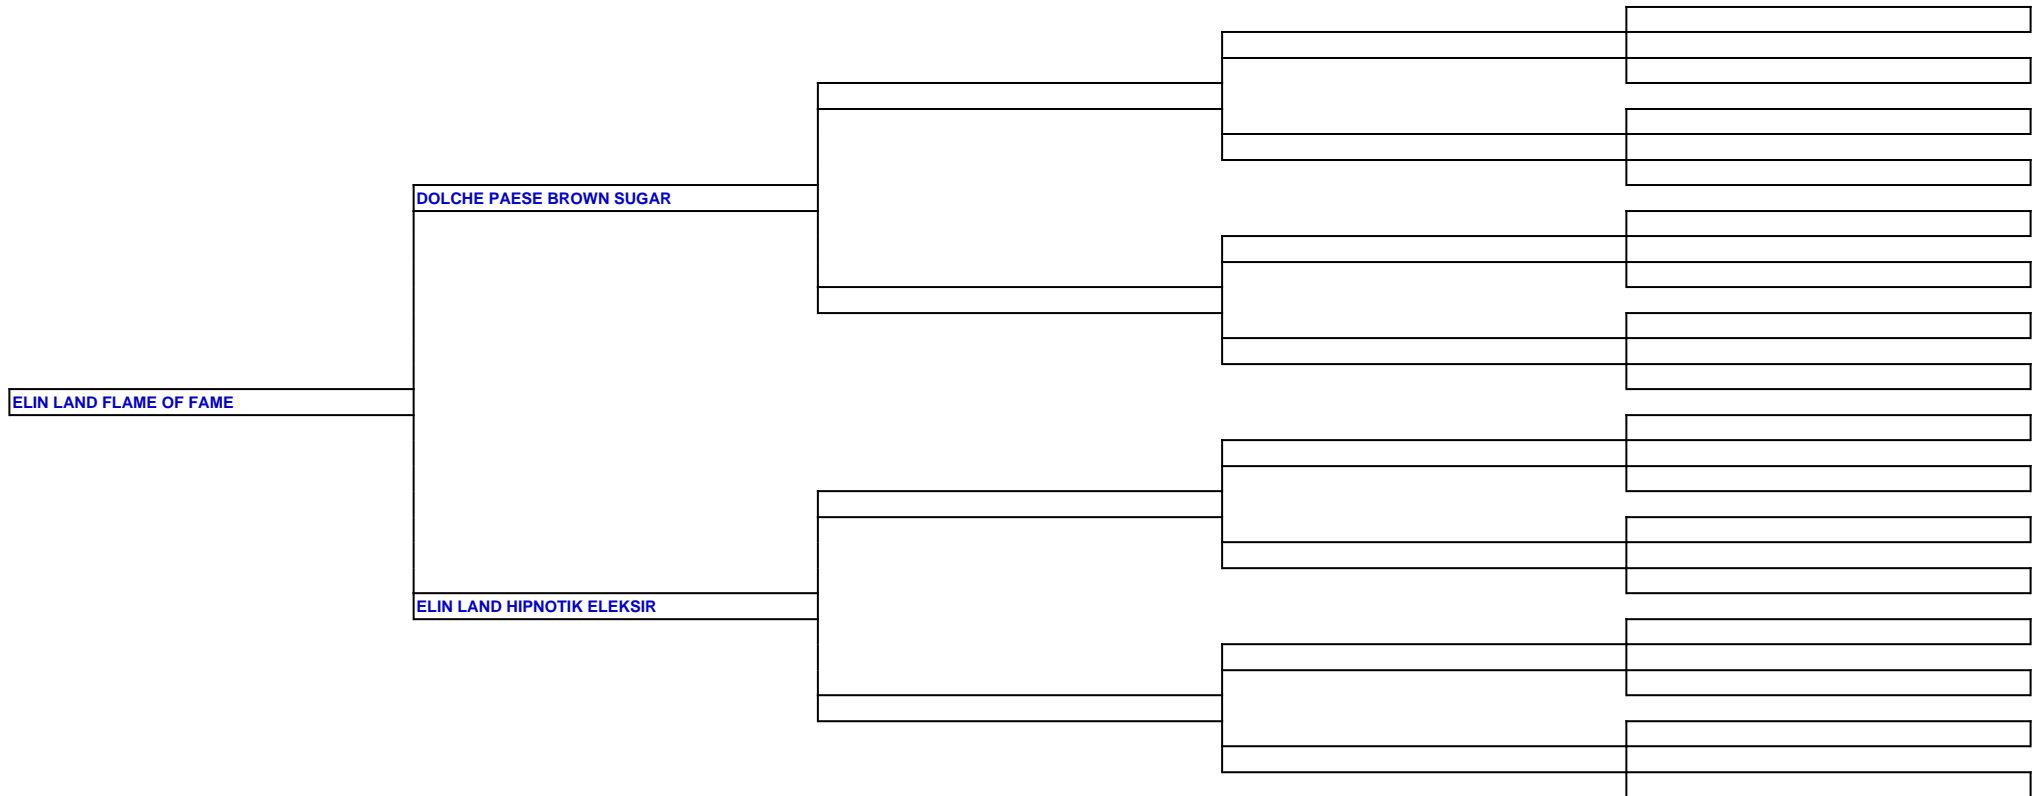 DOLCHE PAESE BROWN SUGAR
ELIN LAND FLAME OF FAME
ELIN LAND HIPNOTIK ELEKSIR